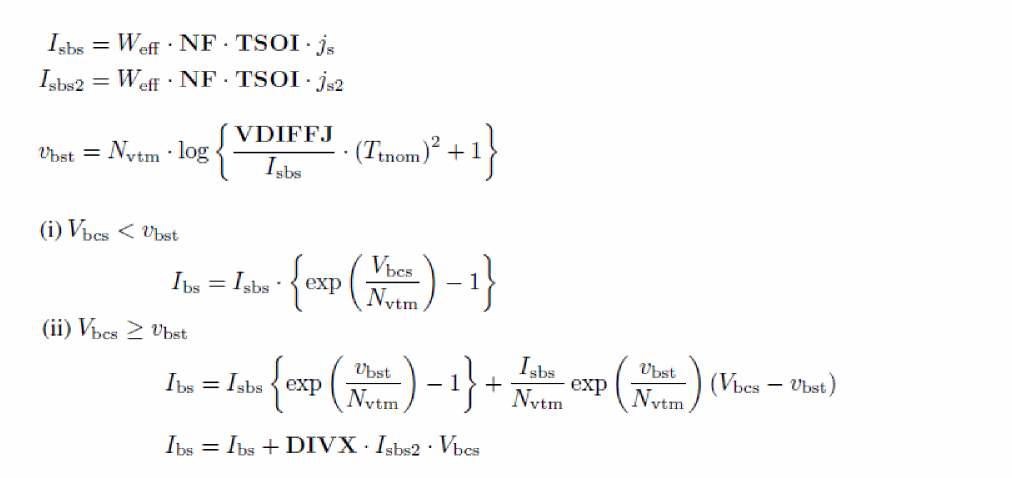 I_sbs = W_eff · NF · TSOI · j_s
I_sbs2 = W_eff · NF · TSOI · j_s2
v_bst = N_vtm · log { VDIFFJ / I_sbs · (T_tnom)^2 + 1 }
(i) V_bcs < v_bst
I_bs = I_sbs · { exp ( V_bcs / N_vtm ) − 1 }
(ii) V_bcs ≥ v_bst
I_bs = I_sbs { exp ( v_bst / N_vtm ) − 1 } + I_sbs / N_vtm exp ( v_bst / N_vtm ) (V_bcs − v_bst)
I_bs = I_bs + DIVX · I_sbs2 · V_bcs